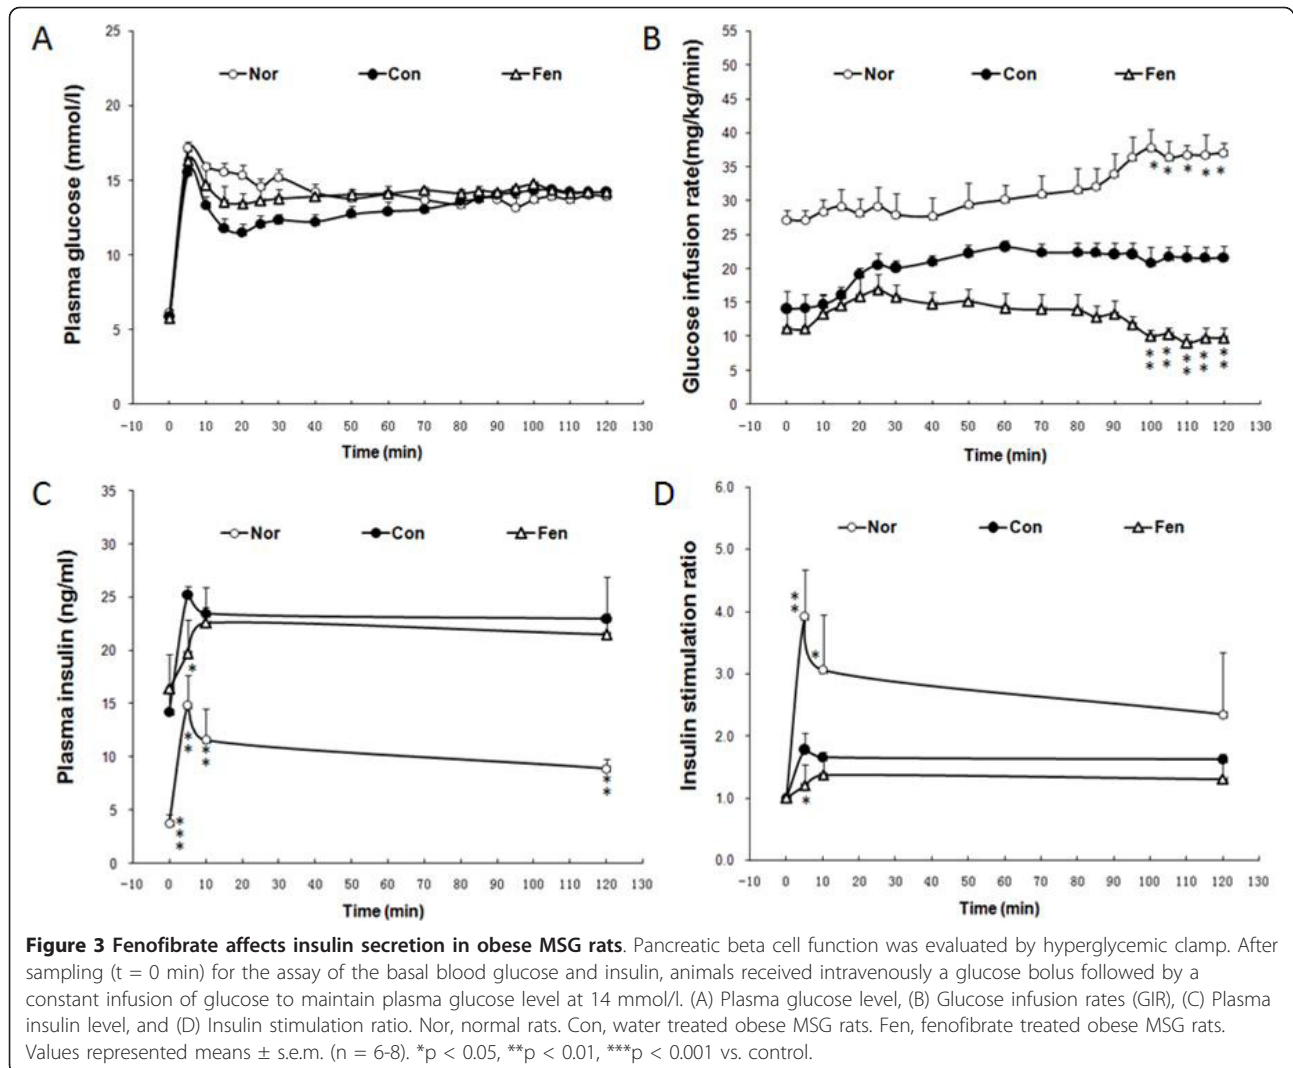 A
25
20
15
10
5
0
Plasma glucose (mmol/l)
Nor Con Fen
−10 0 10 20 30 40 50 60 70 80 90 100 110 120 130
Time (min)
B
55
50
45
40
35
30
25
20
15
10
5
0
Glucose infusion rate(mg/kg/min)
Nor Con Fen
* * * * *
** ** ** ** **
−10 0 10 20 30 40 50 60 70 80 90 100 110 120 130
Time (min)
C
35
30
25
20
15
10
5
0
Plasma insulin (ng/ml)
Nor Con Fen
*
** ** **
***
−10 0 10 20 30 40 50 60 70 80 90 100 110 120 130
Time (min)
D
6.0
5.0
4.0
3.0
2.0
1.0
0.0
Insulin stimulation ratio
Nor Con Fen
**
*
*
−10 0 10 20 30 40 50 60 70 80 90 100 110 120 130
Time (min)
Figure 3 Fenofibrate affects insulin secretion in obese MSG rats. Pancreatic beta cell function was evaluated by hyperglycemic clamp. After
sampling (t = 0 min) for the assay of the basal blood glucose and insulin, animals received intravenously a glucose bolus followed by a
constant infusion of glucose to maintain plasma glucose level at 14 mmol/l. (A) Plasma glucose level, (B) Glucose infusion rates (GIR), (C) Plasma
insulin level, and (D) Insulin stimulation ratio. Nor, normal rats. Con, water treated obese MSG rats. Fen, fenofibrate treated obese MSG rats.
Values represented means ± s.e.m. (n = 6-8). *p < 0.05, **p < 0.01, ***p < 0.001 vs. control.